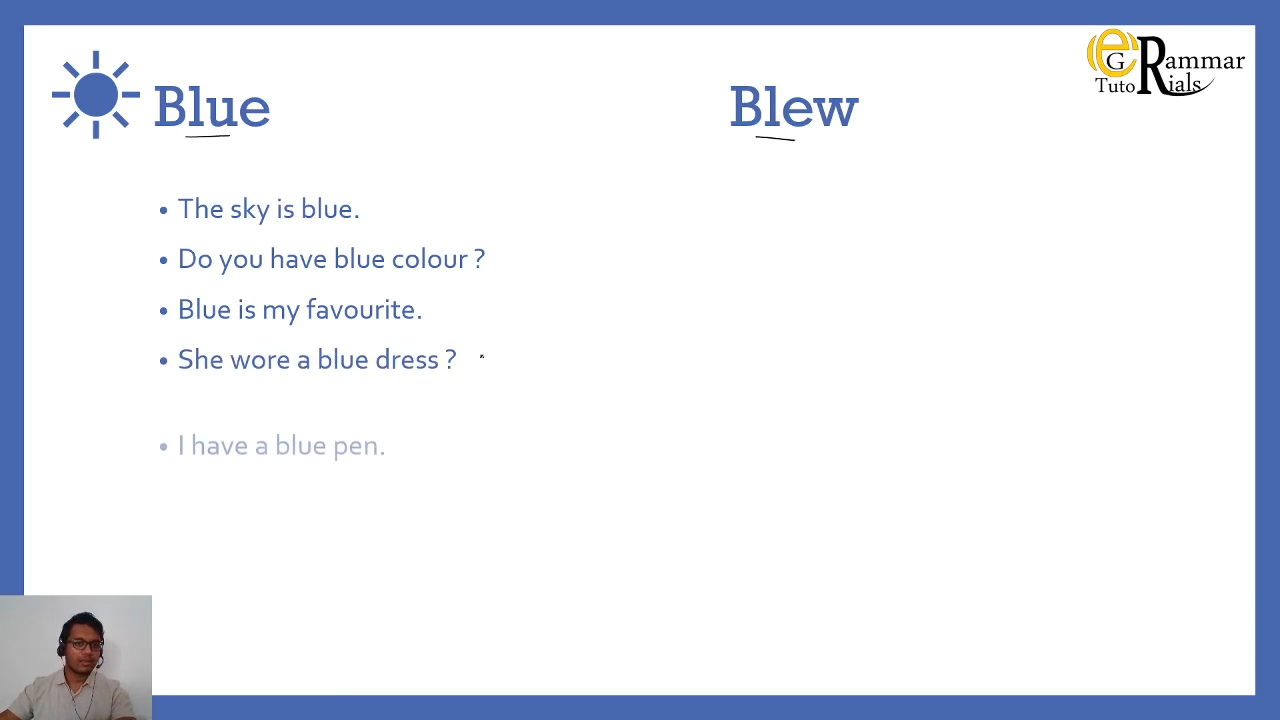 Blue
Blew
eGRammar
TutoRials
• The sky is blue.
• Do you have blue colour ?
• Blue is my favourite.
• She wore a blue dress ?
• I have a blue pen.